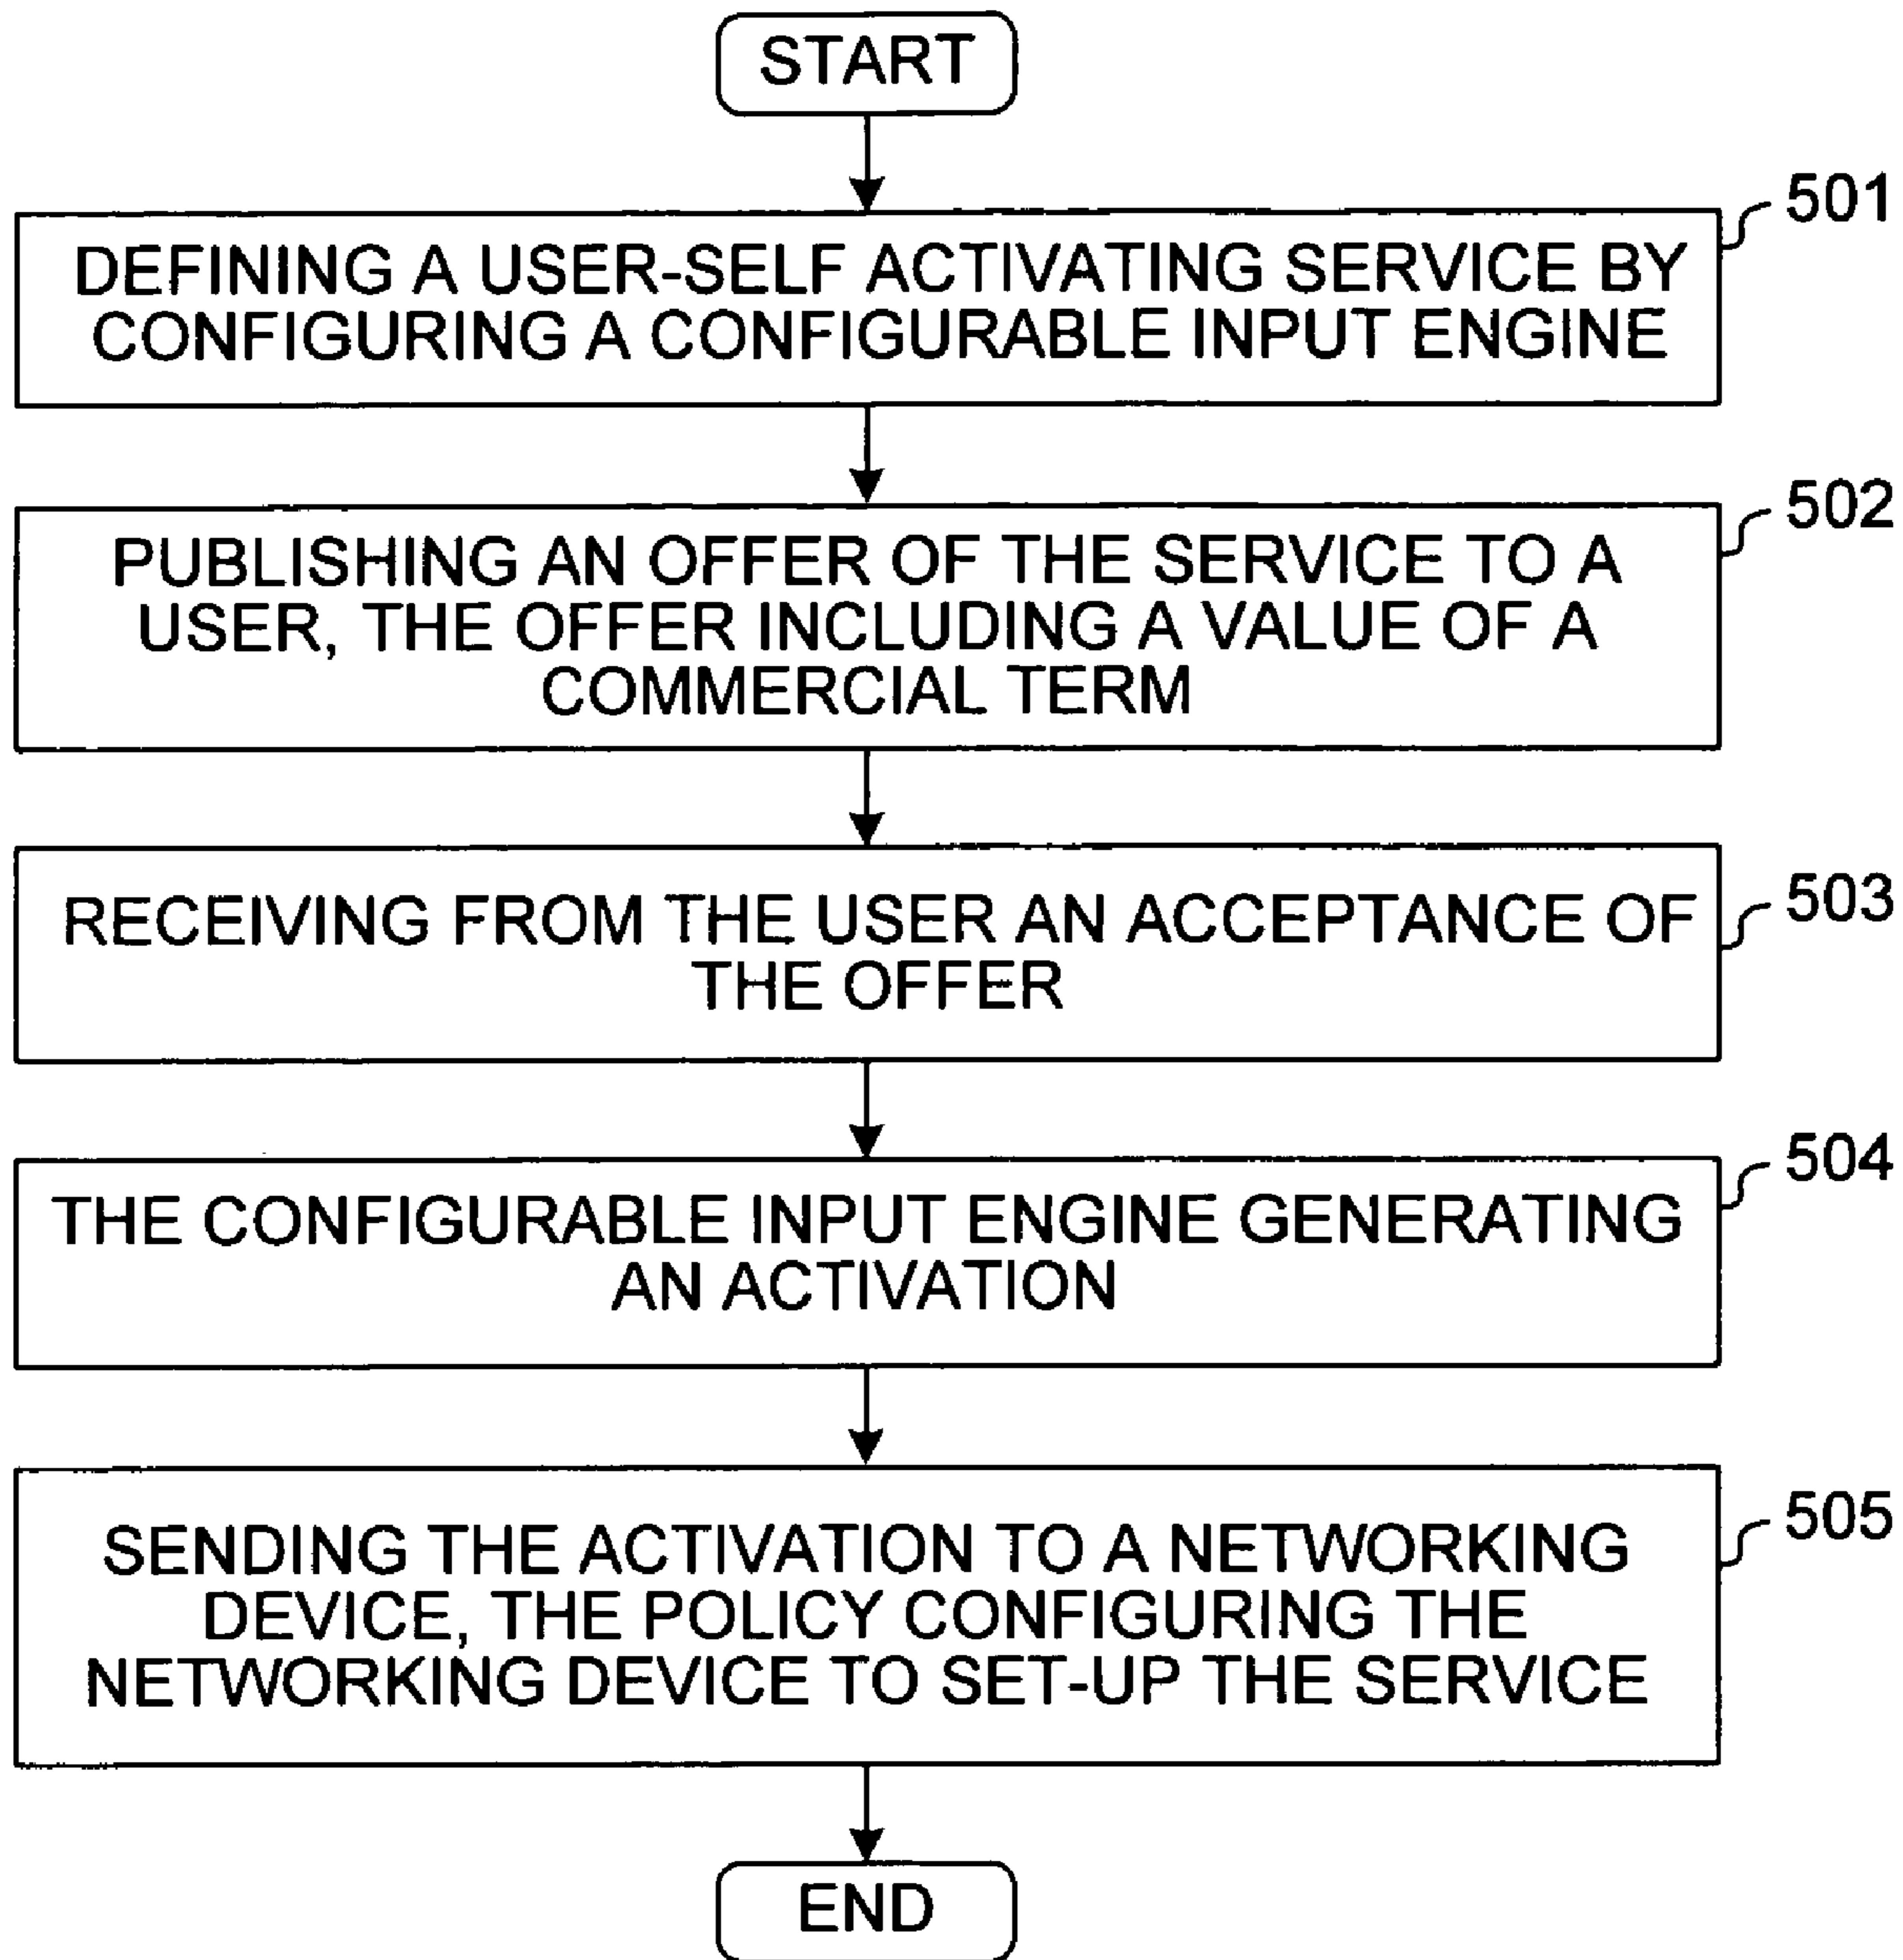 START
501
DEFINING A USER-SELF ACTIVATING SERVICE BY
CONFIGURING A CONFIGURABLE INPUT ENGINE
502
PUBLISHING AN OFFER OF THE SERVICE TO A
USER, THE OFFER INCLUDING A VALUE OF A
COMMERCIAL TERM
503
RECEIVING FROM THE USER AN ACCEPTANCE OF
THE OFFER
504
THE CONFIGURABLE INPUT ENGINE GENERATING
AN ACTIVATION
505
SENDING THE ACTIVATION TO A NETWORKING
DEVICE, THE POLICY CONFIGURING THE
NETWORKING DEVICE TO SET-UP THE SERVICE
END